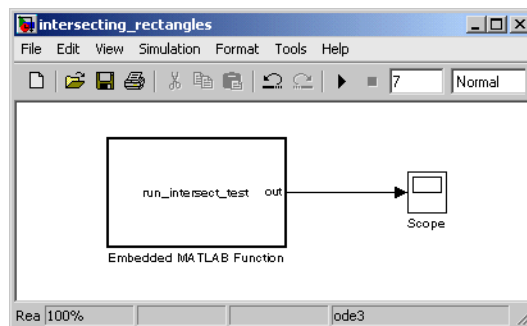 intersecting_rectangles
File Edit View Simulation Format Tools Help
7 Normal
run_intersect_test out
Scope
Embedded MATLAB Function
Rea 100% ode3